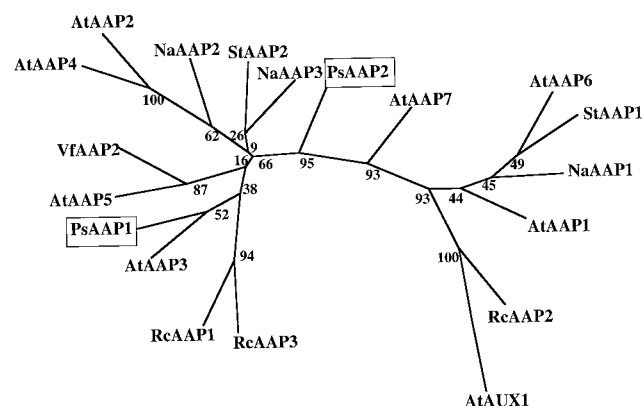 AtAAP2
NaAAP2
StAAP2
AtAAP4
NaAAP3
PsAAP2
AtAAP6
AtAAP7
StAAP1
100
62
26
9
VfAAP2
16
66
95
93
49
45
NaAAP1
AtAAP5
87
38
93
44
PsAAP1
52
AtAAP1
AtAAP3
94
100
RcAAP1
RcAAP3
RcAAP2
AtAUX1